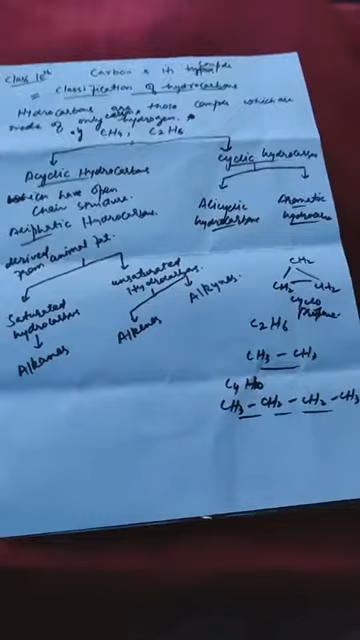 Class 10th Carbon & its Compds
= Classification of hydrocarbons
Hydrocarbons are those compds which are
made of only carbon, hydrogen.
eg CH4, C2H6
Acyclic Hydrocarbons
which have open
chain structure.
Aliphatic Hydrocarbons.
derived
from animal fat.
Saturated
hydrocarbons
Alkanes
unsaturated
Hydrocarbons.
Alkenes
Alkynes.
cyclic hydrocarbons
Alicyclic
hydrocarbons
Aromatic
CH2
CH2 - CH2
cyclo
propane
C2H6
CH3 - CH3
C4H10
CH3 - CH2 - CH2 - CH3